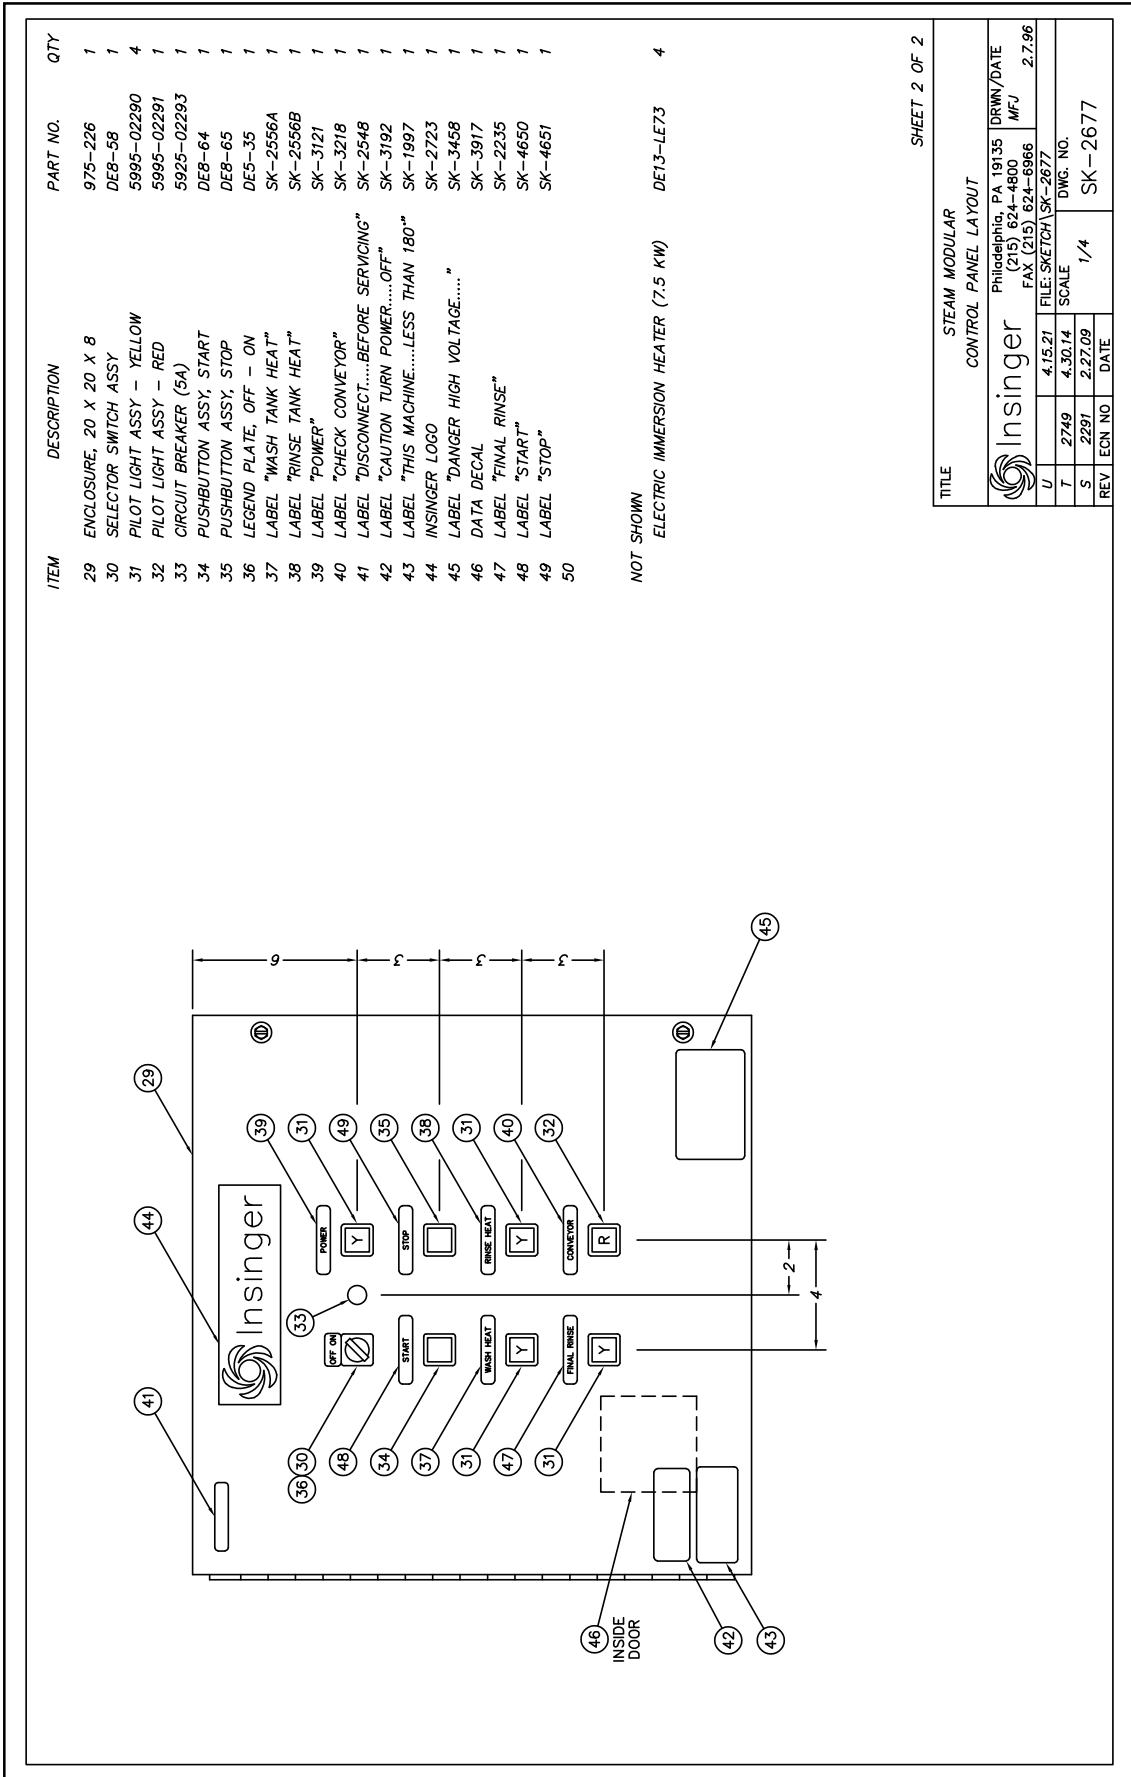 ITEM DESCRIPTION PART NO. QTY
29 ENCLOSURE, 20 X 20 X 8 975-226 1
30 SELECTOR SWITCH ASSY DE8-58 1
31 PILOT LIGHT ASSY - YELLOW 5995-02290 4
32 PILOT LIGHT ASSY - RED 5995-02291 1
33 CIRCUIT BREAKER (5A) 5925-02293 1
34 PUSHBUTTON ASSY, START DE8-64 1
35 PUSHBUTTON ASSY, STOP DE8-65 1
36 LEGEND PLATE, OFF - ON DE5-35 1
37 LABEL "WASH TANK HEAT" SK-2556A 1
38 LABEL "RINSE TANK HEAT" SK-2556B 1
39 LABEL "POWER" SK-3121 1
40 LABEL "CHECK CONVEYOR" SK-3218 1
41 LABEL "DISCONNECT.....BEFORE SERVICING" SK-2548 1
42 LABEL "CAUTION TURN POWER.....OFF" SK-3192 1
43 LABEL "THIS MACHINE.....LESS THAN 180°" SK-1997 1
44 INSINGER LOGO SK-2723 1
45 LABEL "DANGER HIGH VOLTAGE....." SK-3458 1
46 DATA DECAL SK-3917 1
47 LABEL "FINAL RINSE" SK-2235 1
48 LABEL "START" SK-4650 1
49 LABEL "STOP" SK-4651 1
50
NOT SHOWN
ELECTRIC IMMERSION HEATER (7.5 KW) DE13-LE73 4
41 44 29
Insinger
36 30 33 39
OFF ON POWER
Y 31
48 START STOP 49
34 35
37 WASH HEAT RINSE HEAT 38
31 Y Y 31
47 FINAL RINSE CONVEYOR 40
31 Y R 32
6
3
3
3
46
INSIDE
DOOR
42
43
45
2
4
SHEET 2 OF 2
TITLE
STEAM MODULAR
CONTROL PANEL LAYOUT
Insinger
Philadelphia, PA 19135
(215) 624-4800
FAX (215) 624-6966
DRWN/DATE
MFJ 2.7.96
U 4.15.21 FILE: SKETCH\SK-2677
T 2749 4.30.14
S 2291 2.27.09
REV ECN NO DATE
SCALE
1/4
DWG. NO.
SK-2677